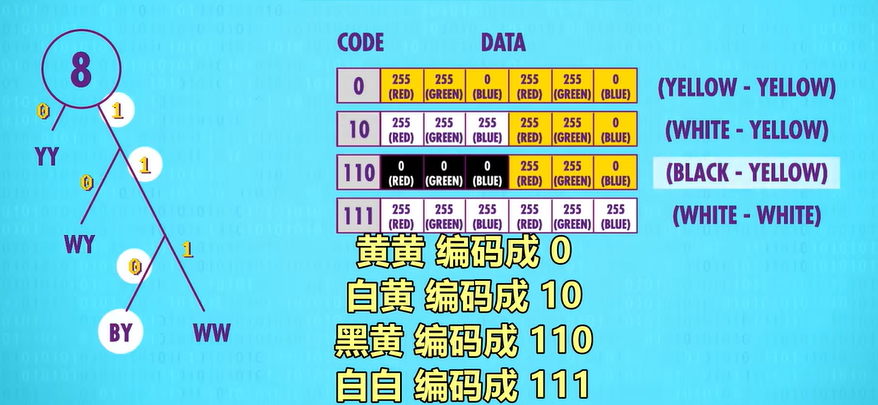 CODE DATA
8
0 1
YY
0 1
WY
0 1
BY WW
0 255 (RED) 255 (GREEN) 0 (BLUE) 255 (RED) 255 (GREEN) 0 (BLUE) (YELLOW - YELLOW)
10 255 (RED) 255 (GREEN) 255 (BLUE) 255 (RED) 255 (GREEN) 0 (BLUE) (WHITE - YELLOW)
110 0 (RED) 0 (GREEN) 0 (BLUE) 255 (RED) 255 (GREEN) 0 (BLUE) (BLACK - YELLOW)
111 255 (RED) 255 (GREEN) 255 (BLUE) 255 (RED) 255 (GREEN) 255 (BLUE) (WHITE - WHITE)
黄黄 编码成 0
白黄 编码成 10
黑黄 编码成 110
白白 编码成 111